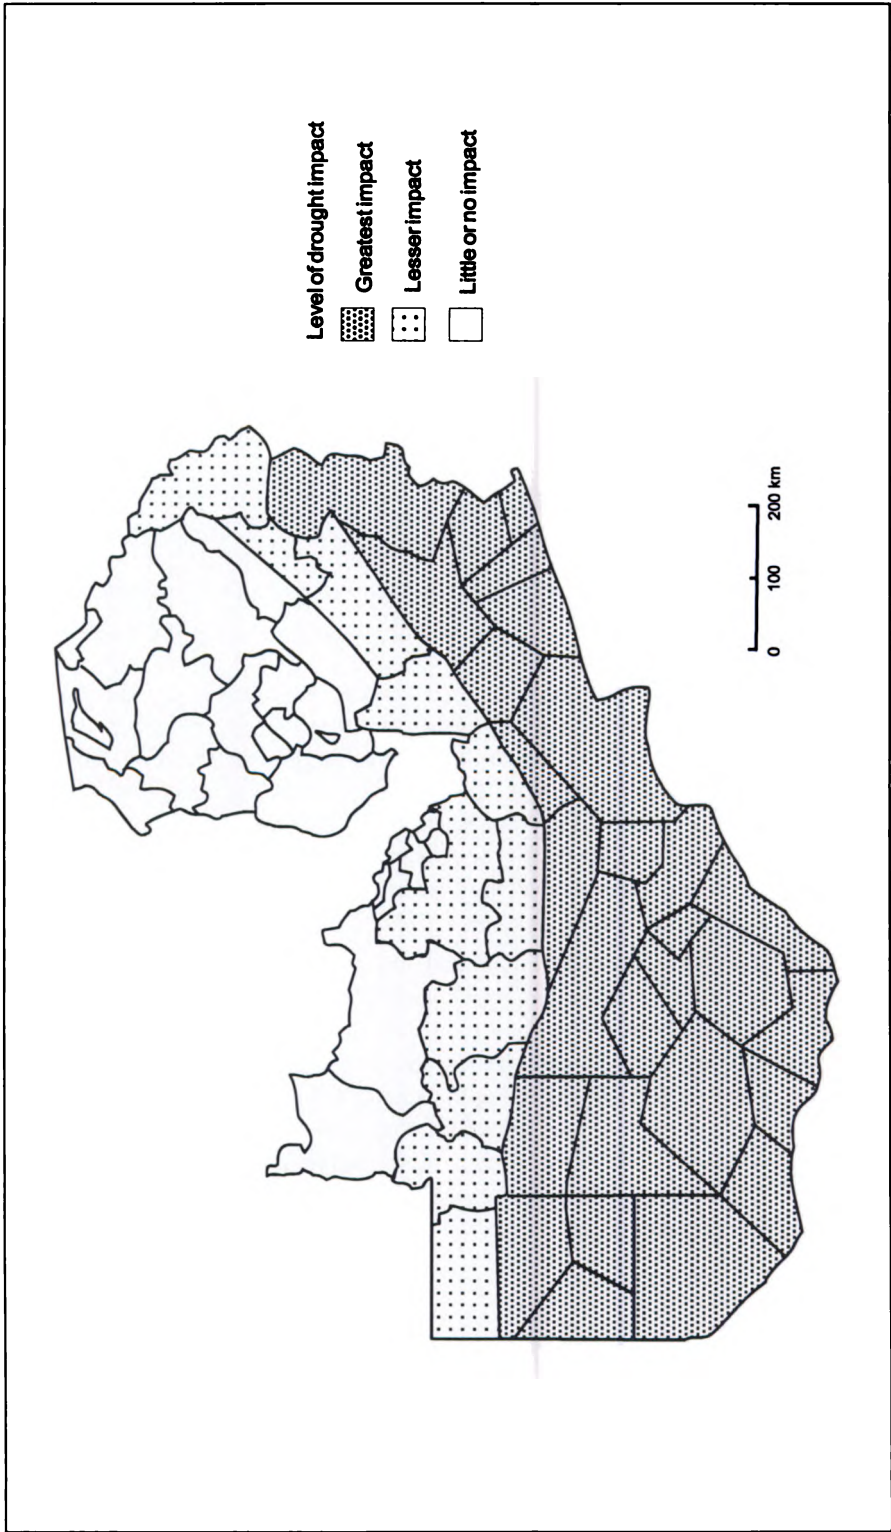 Level of drought impact
Greatest impact
Lesser impact
Little or no impact
0 100 200 km